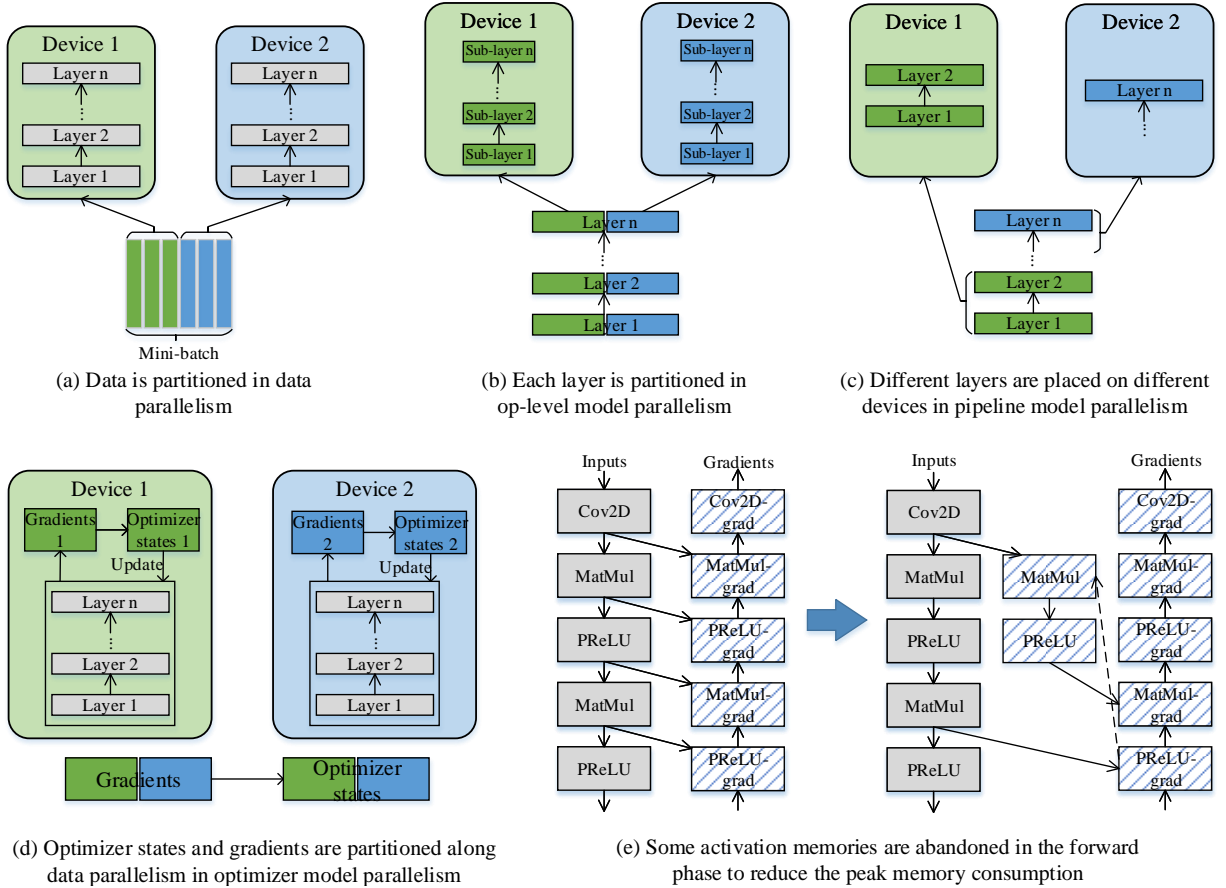 Device 1
Layer n
...
Layer 2
Layer 1
Device 2
Layer n
...
Layer 2
Layer 1
Mini-batch
(a) Data is partitioned in data
parallelism
Device 1
Sub-layer n
...
Sub-layer 2
Sub-layer 1
Device 2
Sub-layer n
...
Sub-layer 2
Sub-layer 1
Layer n
...
Layer 2
Layer 1
(b) Each layer is partitioned in
op-level model parallelism
Device 1
Layer 2
Layer 1
Device 2
Layer n
...
Layer n
...
Layer 2
Layer 1
(c) Different layers are placed on different
devices in pipeline model parallelism
Device 1
Gradients
1
Optimizer
states 1
Update
Layer n
...
Layer 2
Layer 1
Device 2
Gradients
2
Optimizer
states 2
Update
Layer n
...
Layer 2
Layer 1
Gradients
Optimizer
states
(d) Optimizer states and gradients are partitioned along
data parallelism in optimizer model parallelism
Inputs
Cov2D
MatMul
PReLU
MatMul
PReLU
Gradients
Cov2D-
grad
MatMul-
grad
PReLU-
grad
MatMul-
grad
PReLU-
grad
Inputs
Cov2D
MatMul
PReLU
MatMul
PReLU
MatMul
PReLU
Gradients
Cov2D-
grad
MatMul-
grad
PReLU-
grad
MatMul-
grad
PReLU-
grad
(e) Some activation memories are abandoned in the forward
phase to reduce the peak memory consumption